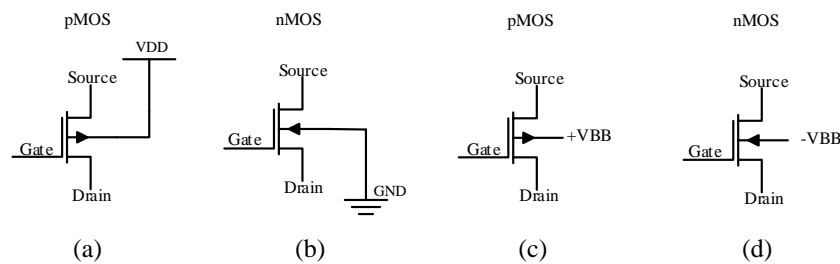 pMOS
VDD
Source
Gate
Drain
(a)
nMOS
Source
Gate
Drain
GND
(b)
pMOS
Source
+VBB
Gate
Drain
(c)
nMOS
Source
-VBB
Gate
Drain
(d)